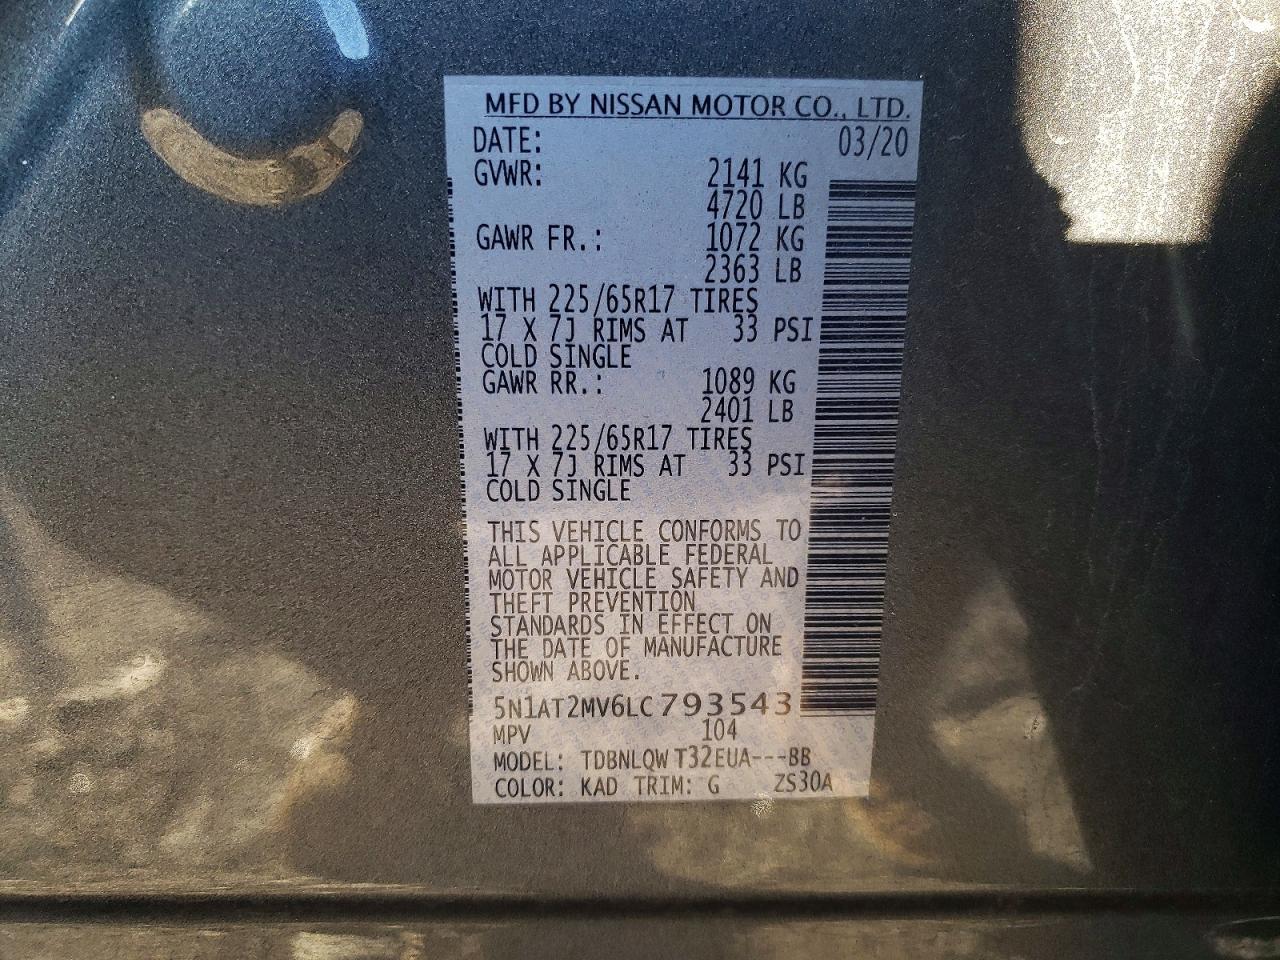 MFD BY NISSAN MOTOR CO., LTD.
DATE: 03/20
GVWR: 2141 KG
4720 LB
GAWR FR.: 1072 KG
2363 LB
WITH 225/65R17 TIRES
17 X 7J RIMS AT 33 PSI
COLD SINGLE
GAWR RR.: 1089 KG
2401 LB
WITH 225/65R17 TIRES
17 X 7J RIMS AT 33 PSI
COLD SINGLE
THIS VEHICLE CONFORMS TO
ALL APPLICABLE FEDERAL
MOTOR VEHICLE SAFETY AND
THEFT PREVENTION
STANDARDS IN EFFECT ON
THE DATE OF MANUFACTURE
SHOWN ABOVE.
5N1AT2MV6LC793543
MPV 104
MODEL: TDBNLQW T32EUA---BB
COLOR: KAD TRIM: G ZS30A